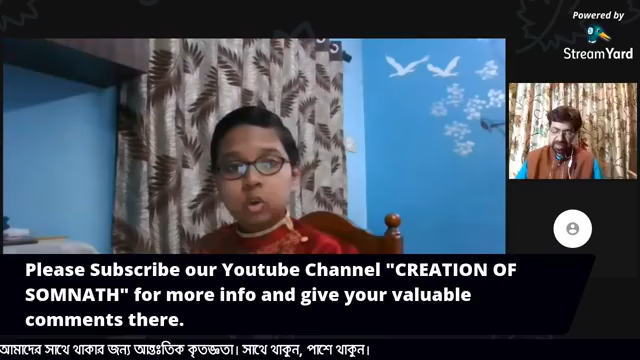 Powered by
StreamYard
Please Subscribe our Youtube Channel "CREATION OF
SOMNATH" for more info and give your valuable
comments there.
আমাদের সাথে থাকার জন্য আন্তঃতিক কৃতজ্ঞতা। সাথে থাকুন, পাশে থাকুন।